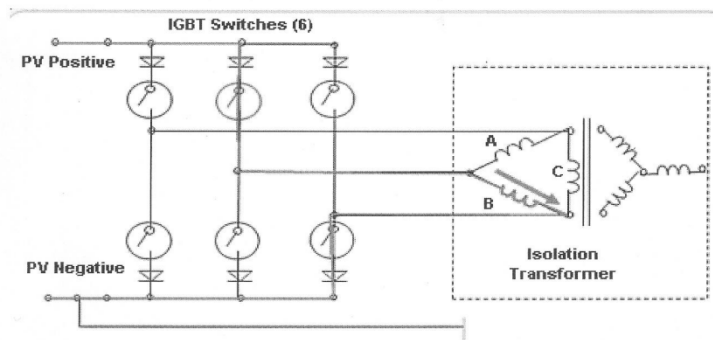 IGBT Switches (6)
PV Positive
A
C
B
PV Negative
Isolation
Transformer